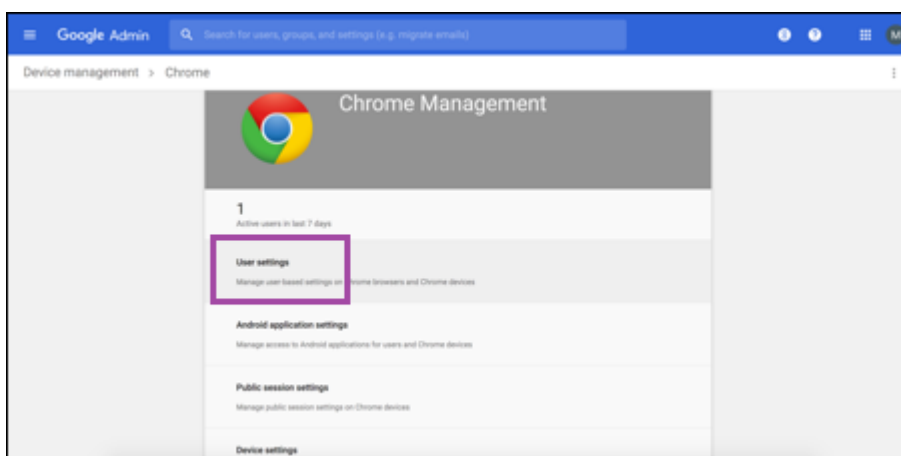 Google Admin
Search for users, groups, and settings (e.g. migrate emails)
M
Device management > Chrome
Chrome Management
1
Active users in last 7 days
User settings
Manage user-based settings on Chrome browsers and Chrome devices
Android application settings
Manage access to Android applications for users and Chrome devices
Public session settings
Manage public session settings on Chrome devices
Device settings